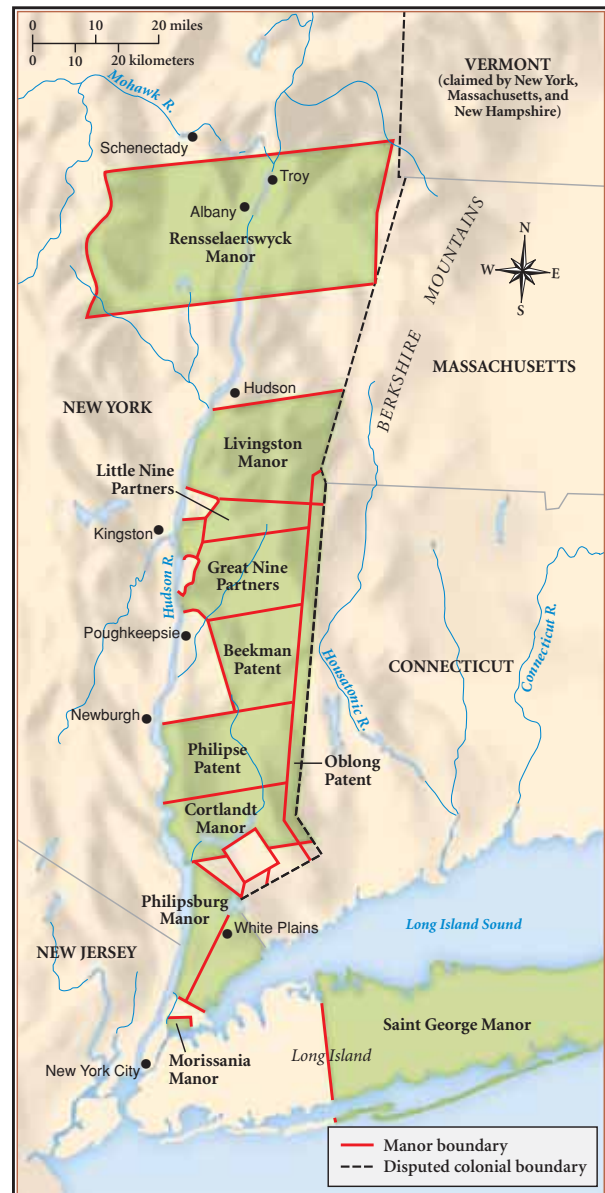 0 10 20 miles
0 10 20 kilometers
VERMONT
(claimed by New York,
Massachusetts, and
New Hampshire)
Mohawk R.
Schenectady
Troy
Albany
Rensselaerswyck
Manor
BERKSHIRE MOUNTAINS
N
W E
S
MASSACHUSETTS
Hudson
NEW YORK
Livingston
Manor
Little Nine
Partners
Kingston
Hudson R.
Great Nine
Partners
Poughkeepsie
Beekman
Patent
Housatonic R.
CONNECTICUT
Connecticut R.
Newburgh
Philipse
Patent
Oblong
Patent
Cortlandt
Manor
Philipsburg
Manor
White Plains
Long Island Sound
NEW JERSEY
Saint George Manor
Morissania
Manor
Long Island
New York City
Manor boundary
Disputed colonial boundary